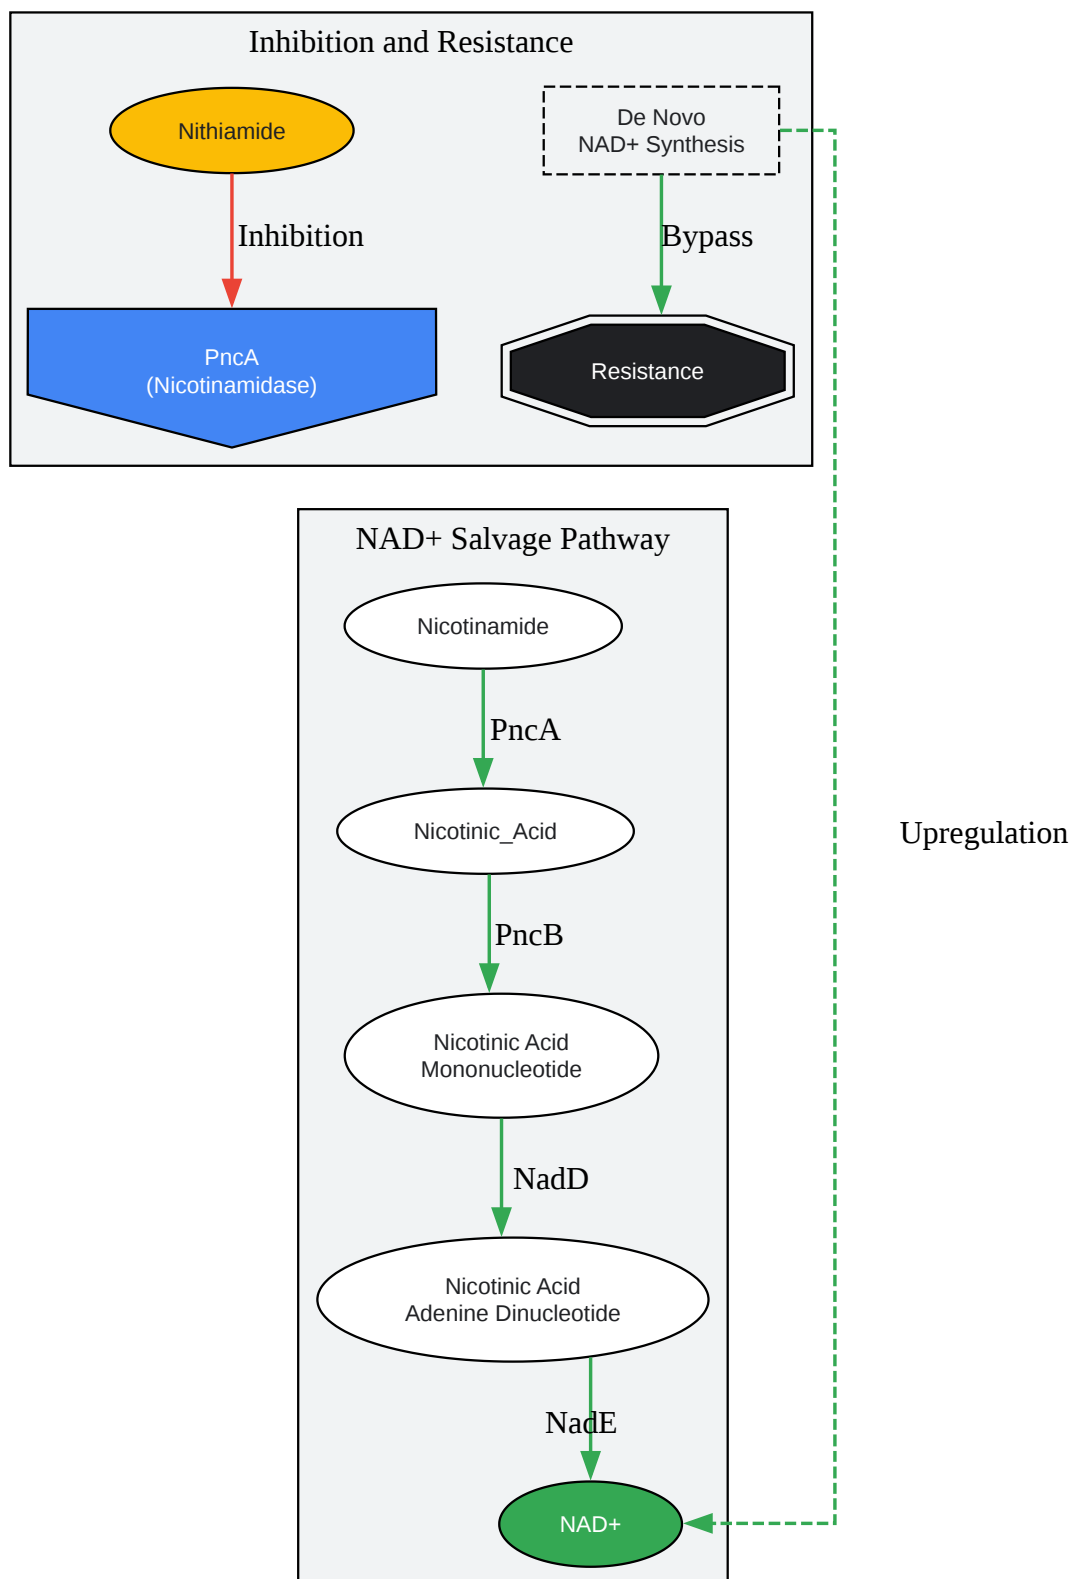 Inhibition and Resistance
Nithiamide
De Novo
NAD+ Synthesis
Inhibition
Bypass
PncA
(Nicotinamidase)
Resistance
NAD+ Salvage Pathway
Nicotinamide
PncA
Nicotinic_Acid
Upregulation
PncB
Nicotinic Acid
Mononucleotide
NadD
Nicotinic Acid
Adenine Dinucleotide
NadE
NAD+